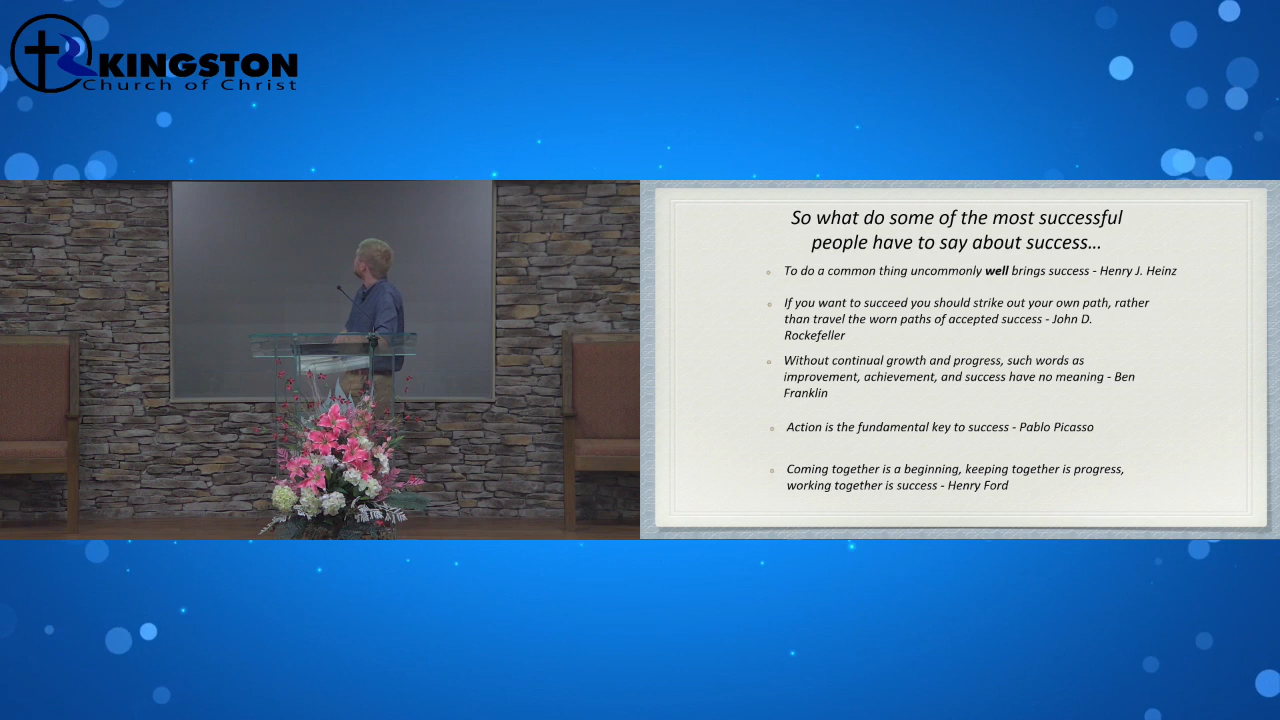 KINGSTON
Church of Christ
So what do some of the most successful
people have to say about success...
To do a common thing uncommonly well brings success - Henry J. Heinz
If you want to succeed you should strike out your own path, rather
than travel the worn paths of accepted success - John D.
Rockefeller
Without continual growth and progress, such words as
improvement, achievement, and success have no meaning - Ben
Franklin
Action is the fundamental key to success - Pablo Picasso
Coming together is a beginning, keeping together is progress,
working together is success - Henry Ford